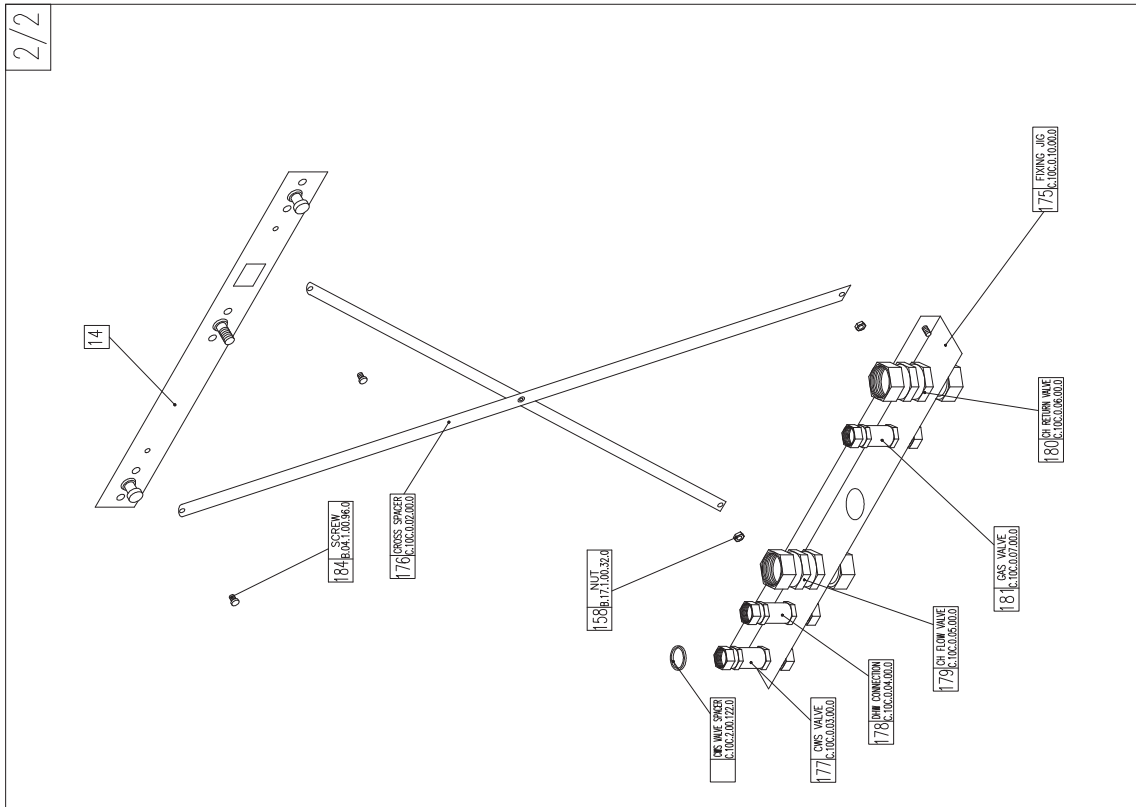 2/2
14
184 SCREW
B.04.1.00.96.0
176 CROSS SPACER
C.10C.0.02.00.0
158 NUT
B.17.1.00.32.0
CWS VALVE SPACER
C.10C.2.00.122.0
177 CWS VALVE
C.10C.0.03.00.0
178 DHW CONNECTION
C.10C.0.04.00.0
179 CH FLOW VALVE
C.10C.0.05.00.0
181 GAS VALVE
C.10C.0.07.00.0
180 CH RETURN VALVE
C.10C.0.06.00.0
175 FIXING JIG
C.10C.0.10.00.0